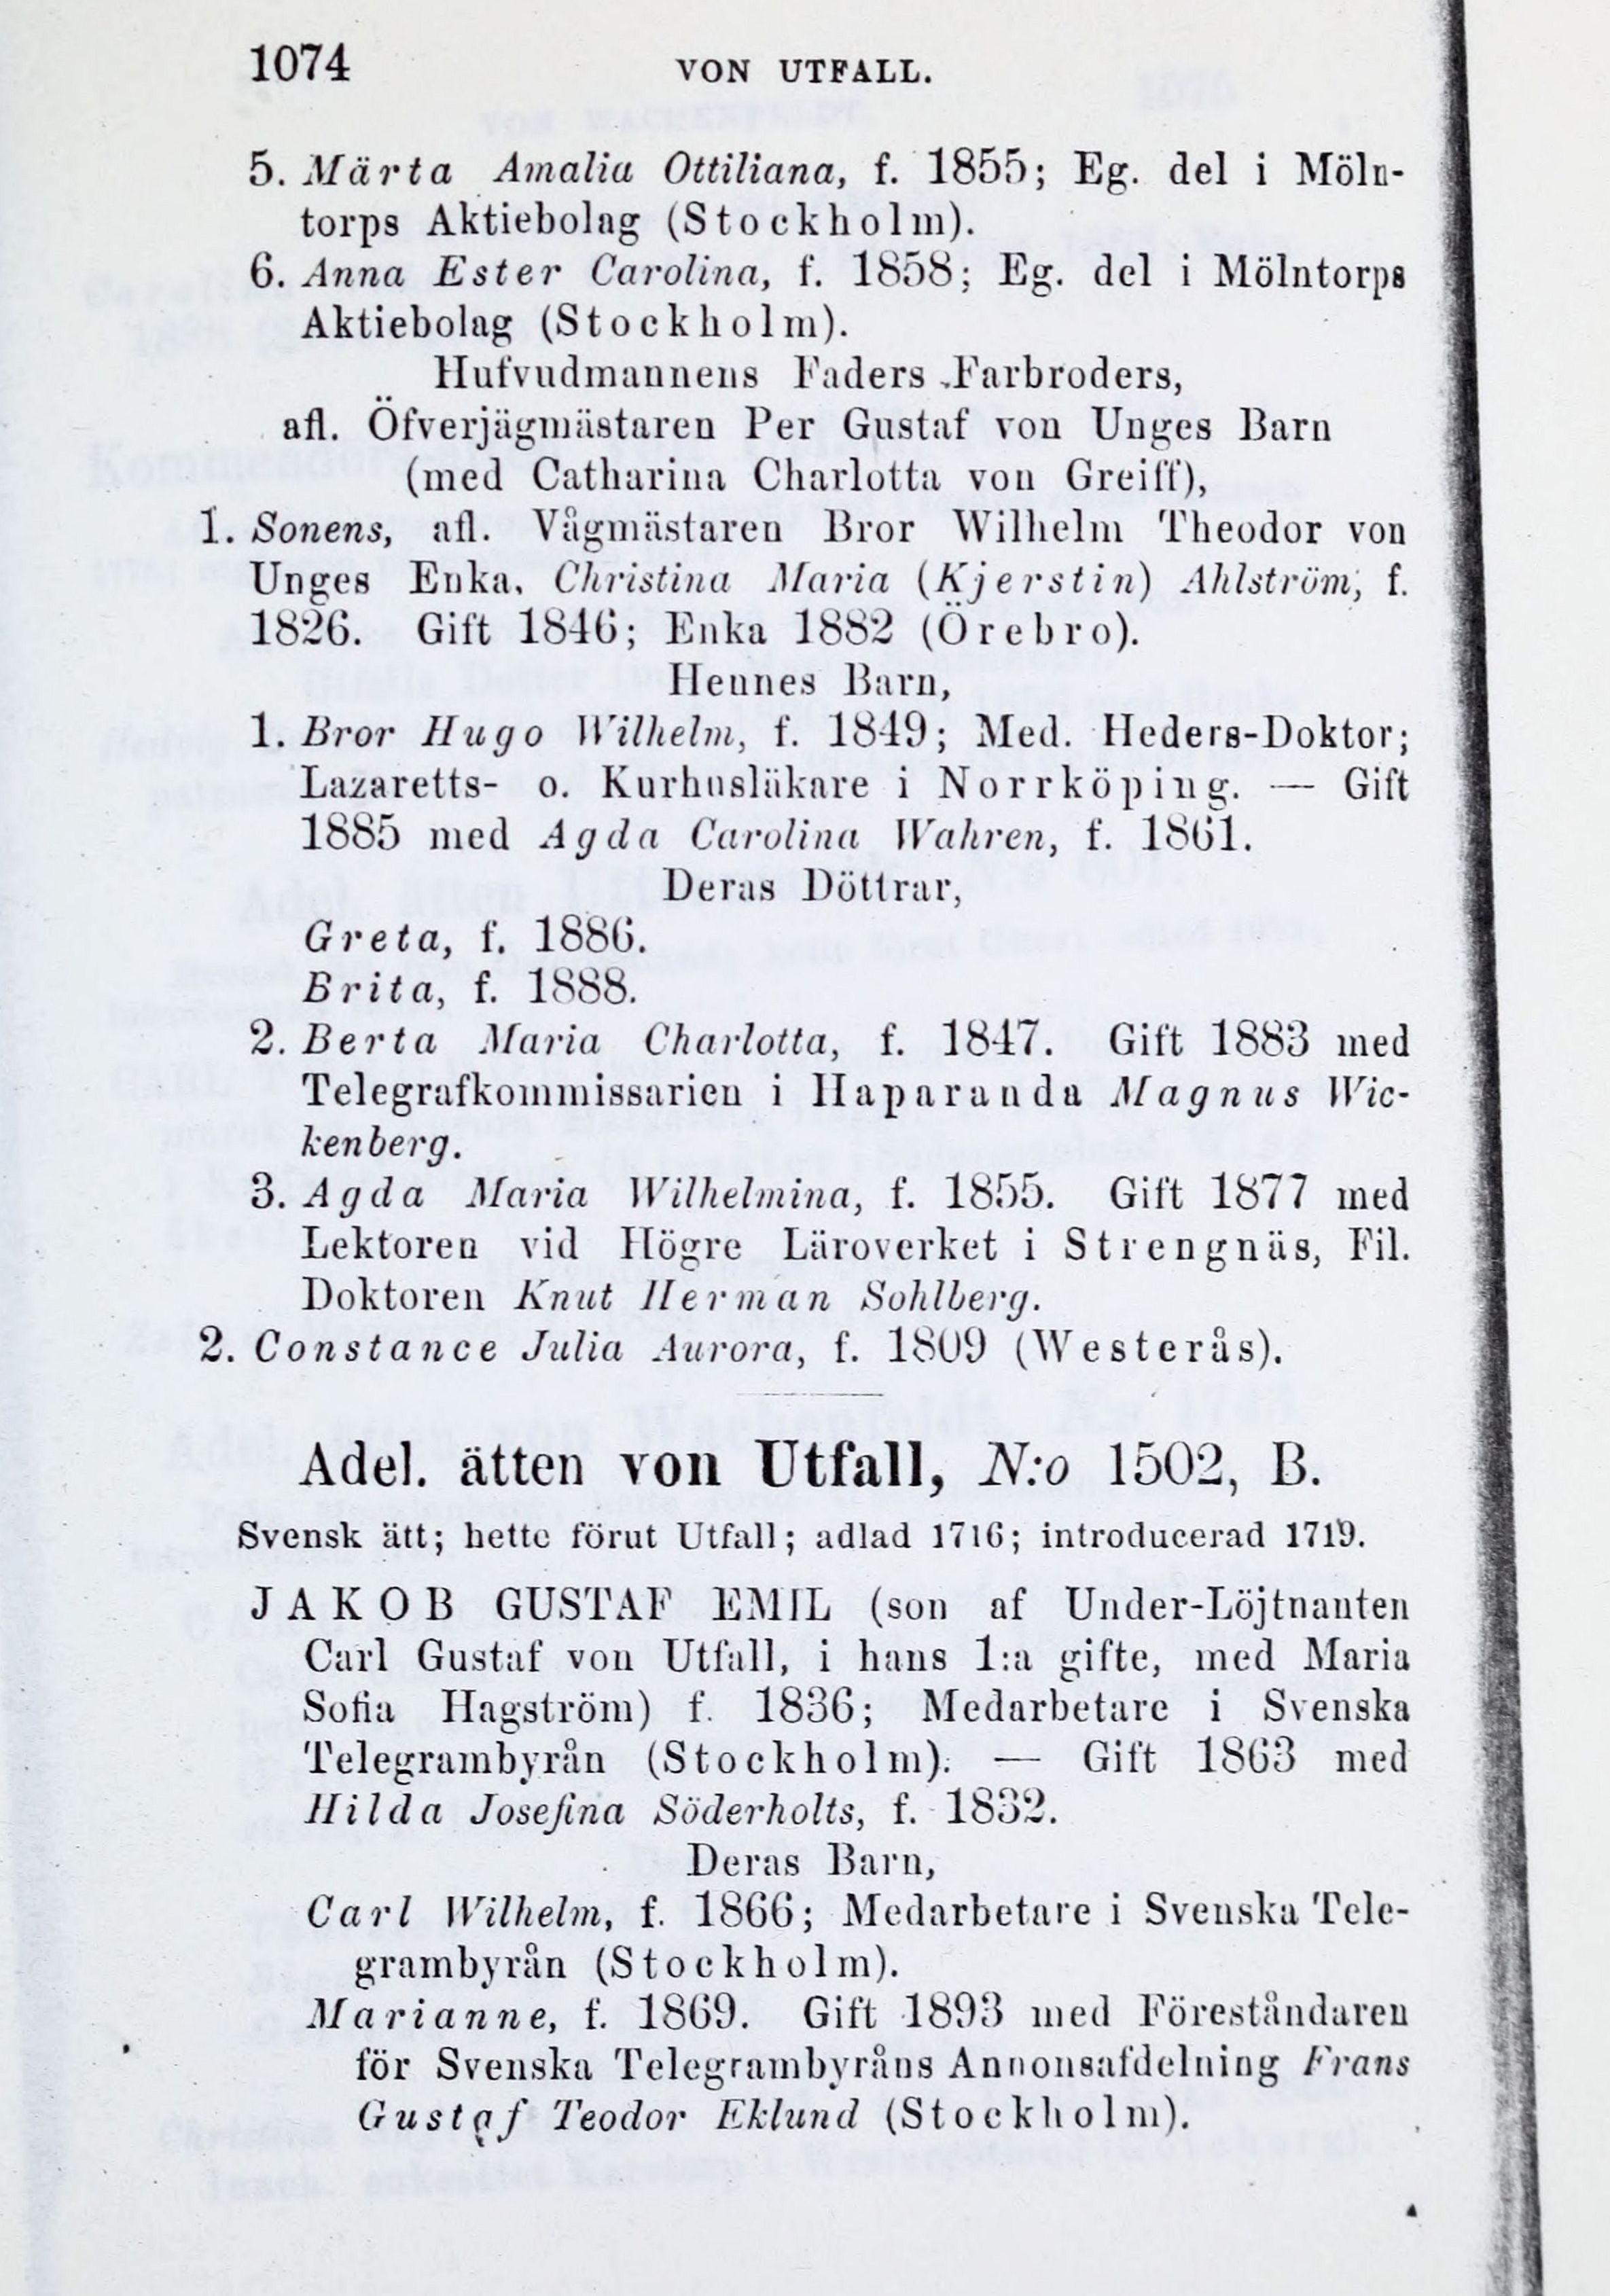 1074 VON UTFALL.
5. Märta Amalia Ottiliana, f. 1855; Eg. del i Möln-
torps Aktiebolag (Stockholm).
6. Anna Ester Carolina, f. 1858; Eg. del i Mölntorps
Aktiebolag (Stockholm).
Hufvudmannens Faders Farbroders,
afl. Öfverjägmästaren Per Gustaf von Unges Barn
(med Catharina Charlotta von Greiff),
1. Sonens, afl. Vågmästaren Bror Wilhelm Theodor von
Unges Enka, Christina Maria (Kjerstin) Ahlström, f.
1826. Gift 1846; Enka 1882 (Örebro).
Hennes Barn,
1. Bror Hugo Wilhelm, f. 1849; Med. Heders-Doktor;
Lazaretts- o. Kurhusläkare i Norrköping. — Gift
1885 med Agda Carolina Wahren, f. 1861.
Deras Döttrar,
Greta, f. 1886.
Brita, f. 1888.
2. Berta Maria Charlotta, f. 1847. Gift 1883 med
Telegrafkommissarien i Haparanda Magnus Wic-
kenberg.
3. Agda Maria Wilhelmina, f. 1855. Gift 1877 med
Lektoren vid Högre Läroverket i Strengnäs, Fil.
Doktoren Knut Herman Sohlberg.
2. Constance Julia Aurora, f. 1809 (Westerås).
Adel. ätten von Utfall, N:o 1502, B.
Svensk ätt; hette förut Utfall; adlad 1716; introducerad 1719.
JAKOB GUSTAF EMIL (son af Under-Löjtnanten
Carl Gustaf von Utfall, i hans 1:a gifte, med Maria
Sofia Hagström) f. 1836; Medarbetare i Svenska
Telegrambyrån (Stockholm). — Gift 1863 med
Hilda Josefina Söderholts, f. 1832.
Deras Barn,
Carl Wilhelm, f. 1866; Medarbetare i Svenska Tele-
grambyrån (Stockholm).
Marianne, f. 1869. Gift 1893 med Föreståndaren
för Svenska Telegrambyråns Annonsafdelning Frans
Gustaf Teodor Eklund (Stockholm).